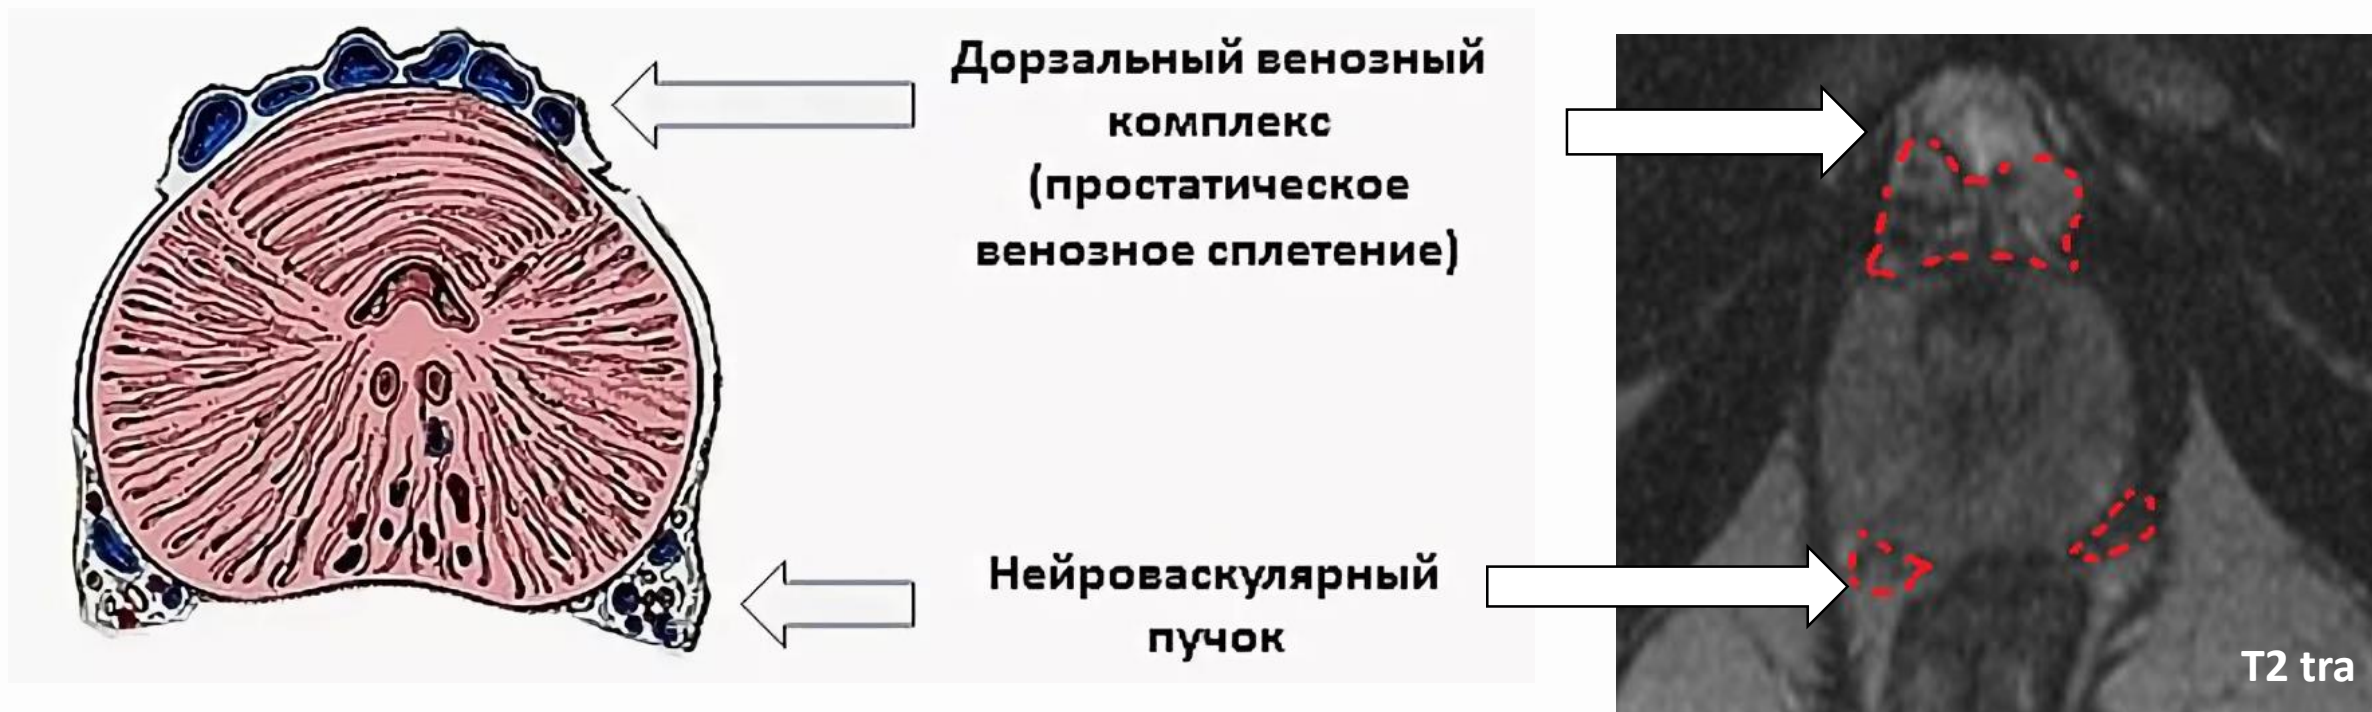 Дорзальный венозный
комплекс
(простатическое
венозное сплетение)
Нейроваскулярный
пучок
T2 tra